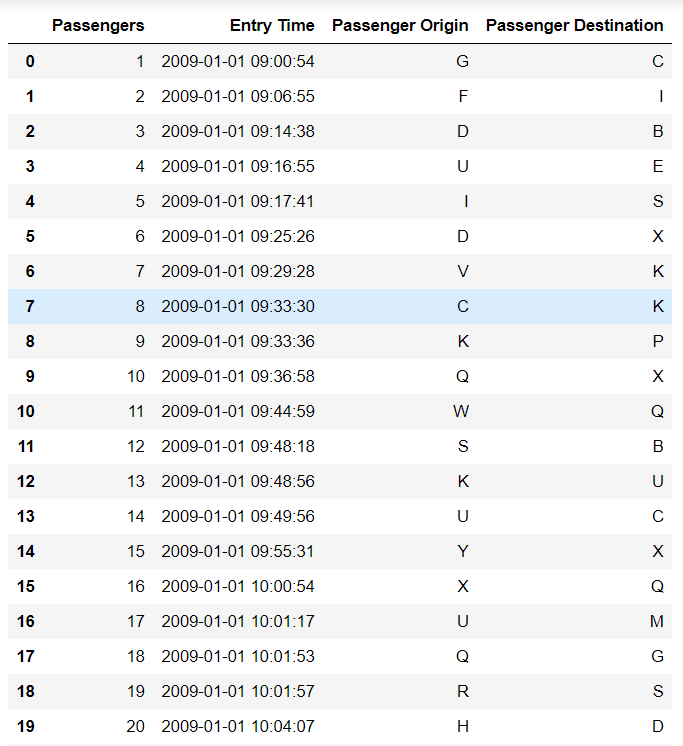 Passengers Entry Time Passenger Origin Passenger Destination
0 1 2009-01-01 09:00:54 G C
1 2 2009-01-01 09:06:55 F I
2 3 2009-01-01 09:14:38 D B
3 4 2009-01-01 09:16:55 U E
4 5 2009-01-01 09:17:41 I S
5 6 2009-01-01 09:25:26 D X
6 7 2009-01-01 09:29:28 V K
7 8 2009-01-01 09:33:30 C K
8 9 2009-01-01 09:33:36 K P
9 10 2009-01-01 09:36:58 Q X
10 11 2009-01-01 09:44:59 W Q
11 12 2009-01-01 09:48:18 S B
12 13 2009-01-01 09:48:56 K U
13 14 2009-01-01 09:49:56 U C
14 15 2009-01-01 09:55:31 Y X
15 16 2009-01-01 10:00:54 X Q
16 17 2009-01-01 10:01:17 U M
17 18 2009-01-01 10:01:53 Q G
18 19 2009-01-01 10:01:57 R S
19 20 2009-01-01 10:04:07 H D